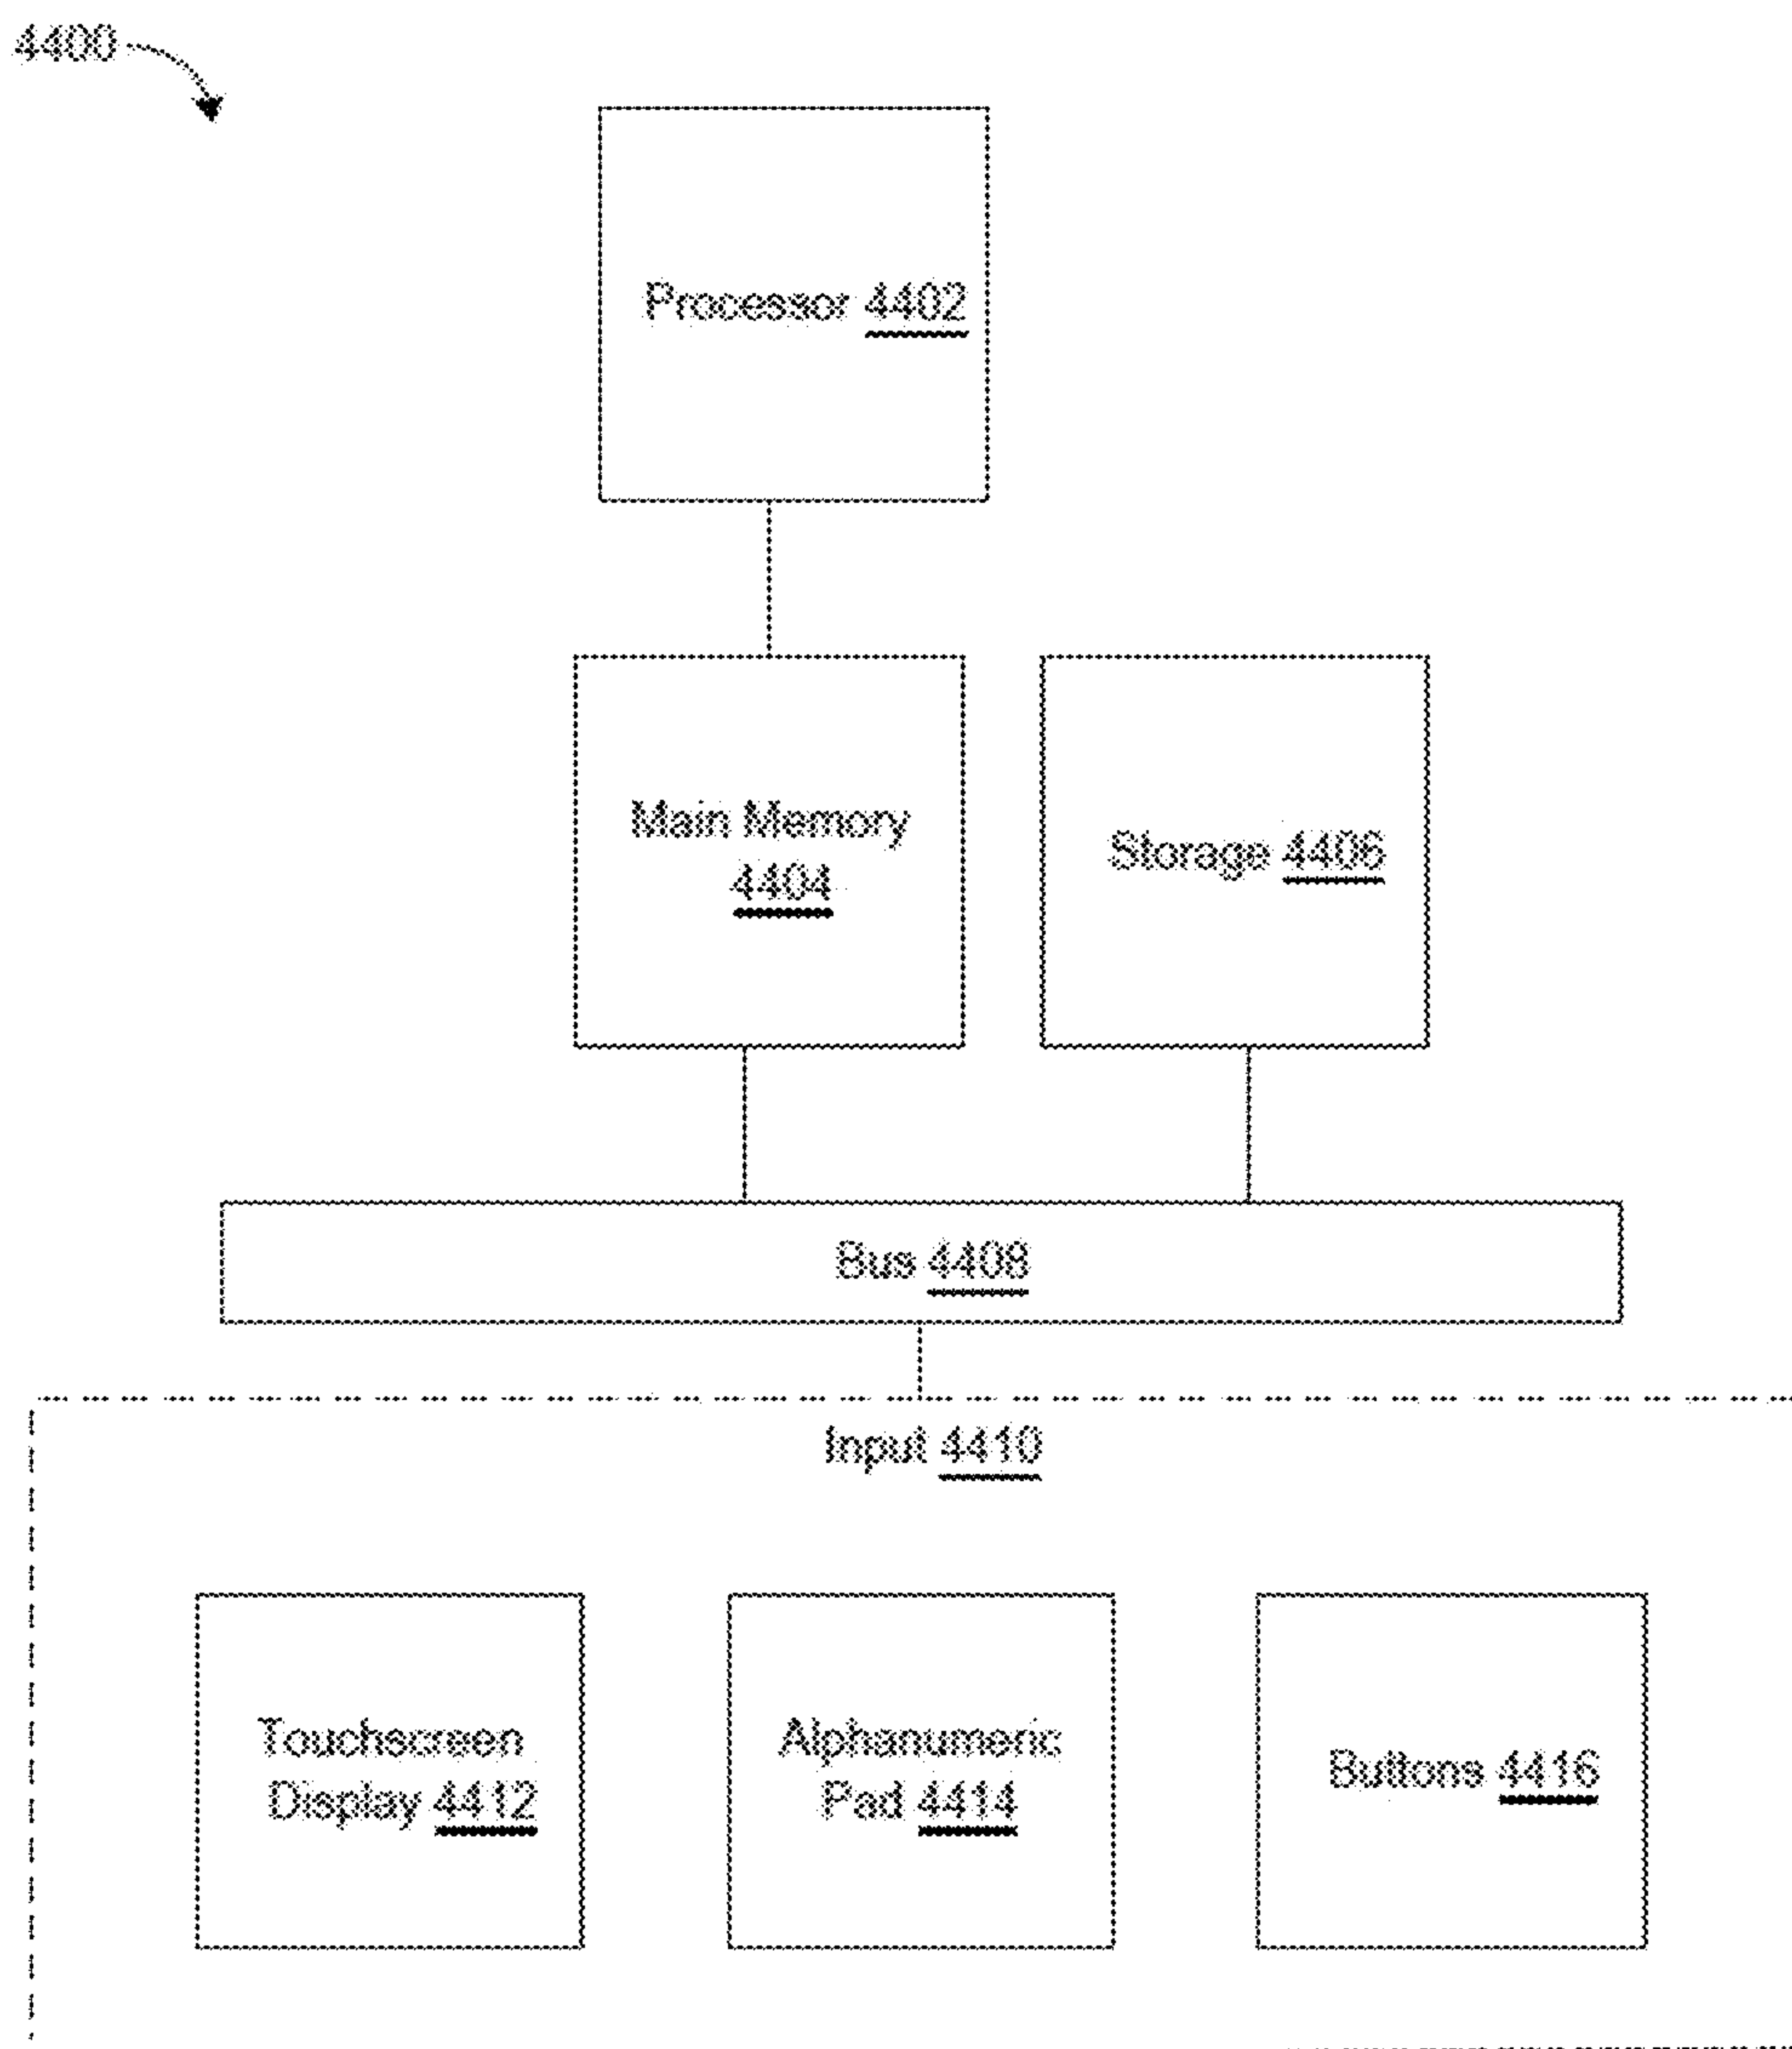 4400
Processor 4402
Main Memory
4404
Storage 4406
Bus 4408
Input 4410
Touchscreen
Display 4412
Alphanumeric
Pad 4414
Buttons 4416